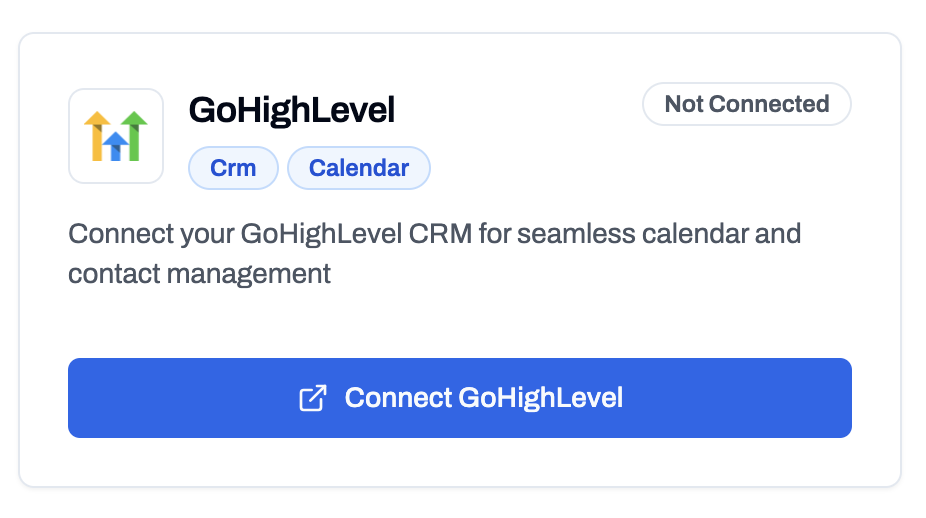 GoHighLevel
Not Connected
Crm
Calendar
Connect your GoHighLevel CRM for seamless calendar and
contact management
Connect GoHighLevel